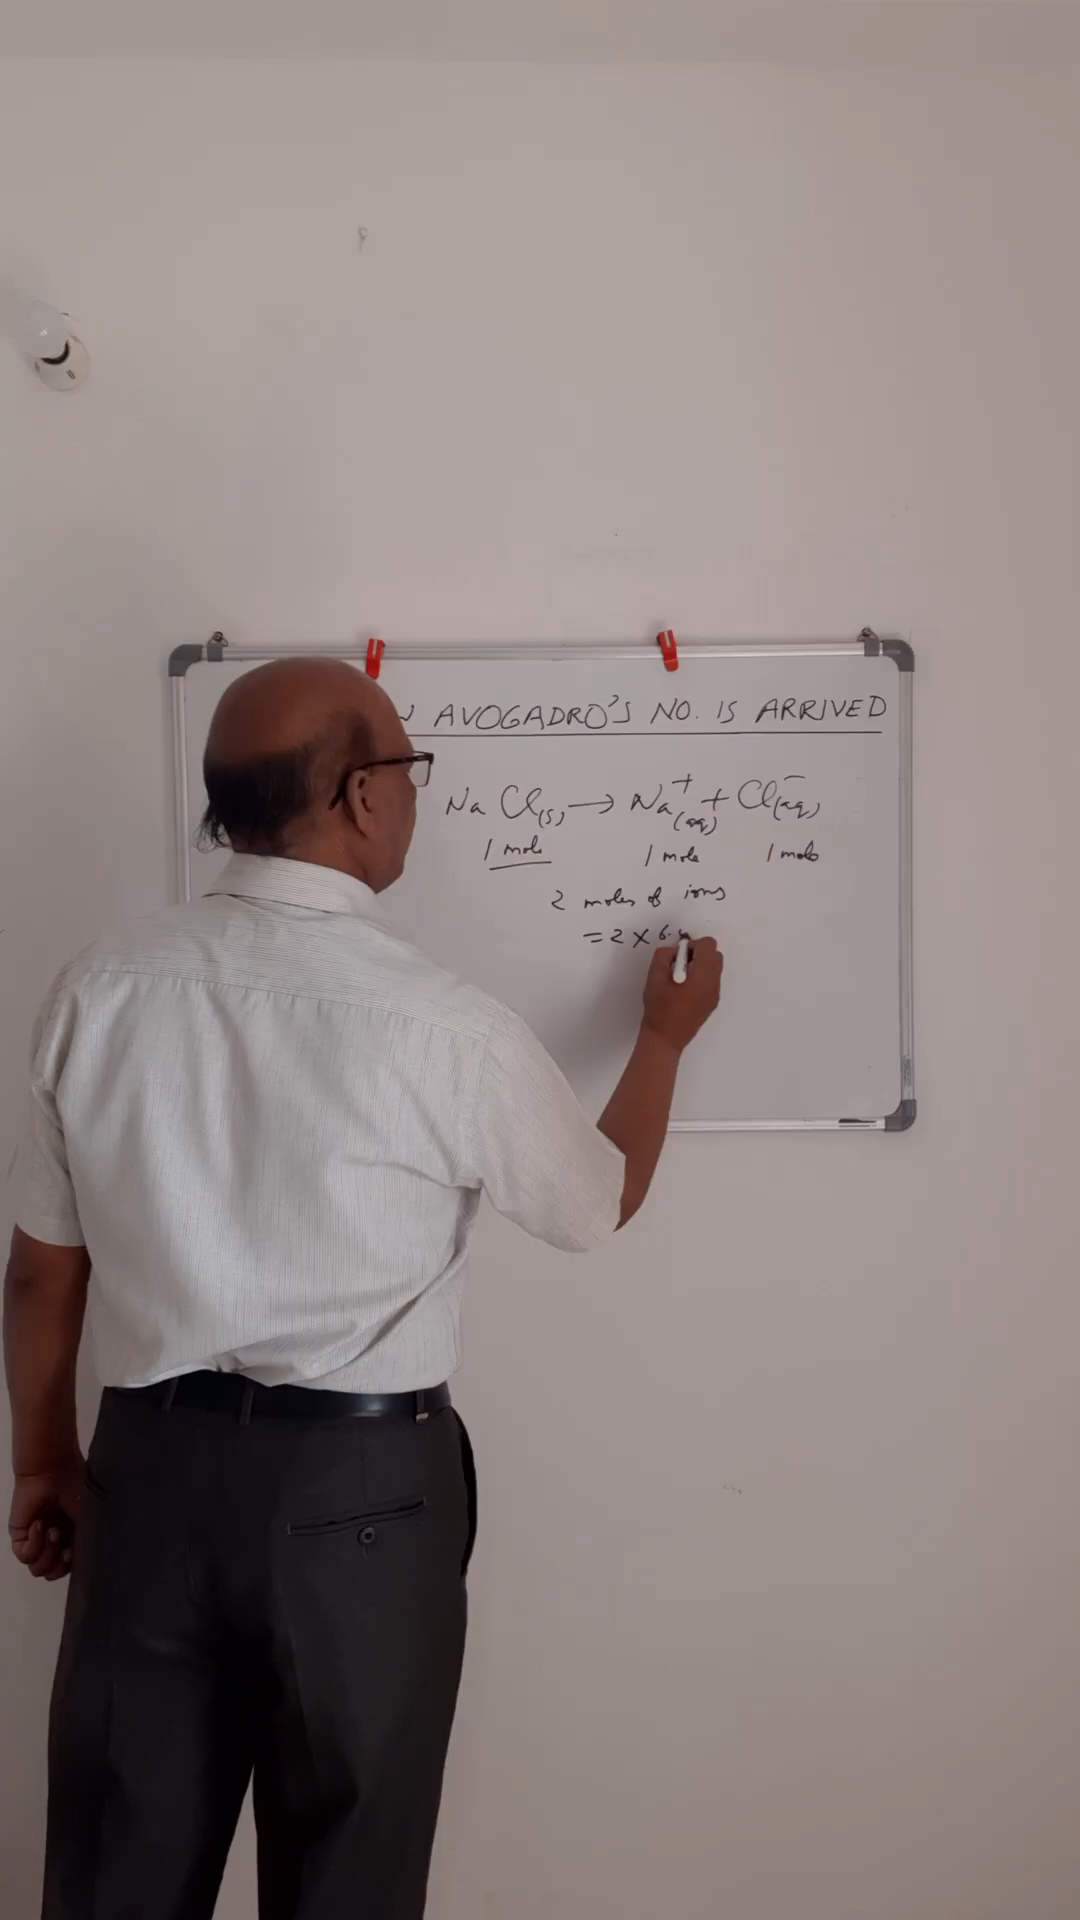 AVOGADRO'S NO. IS ARRIVED
NaCl(s) → Na⁺(aq) + Cl⁻(aq)
1 mole 1 mole 1 mole
2 moles of ions
= 2 × 6.